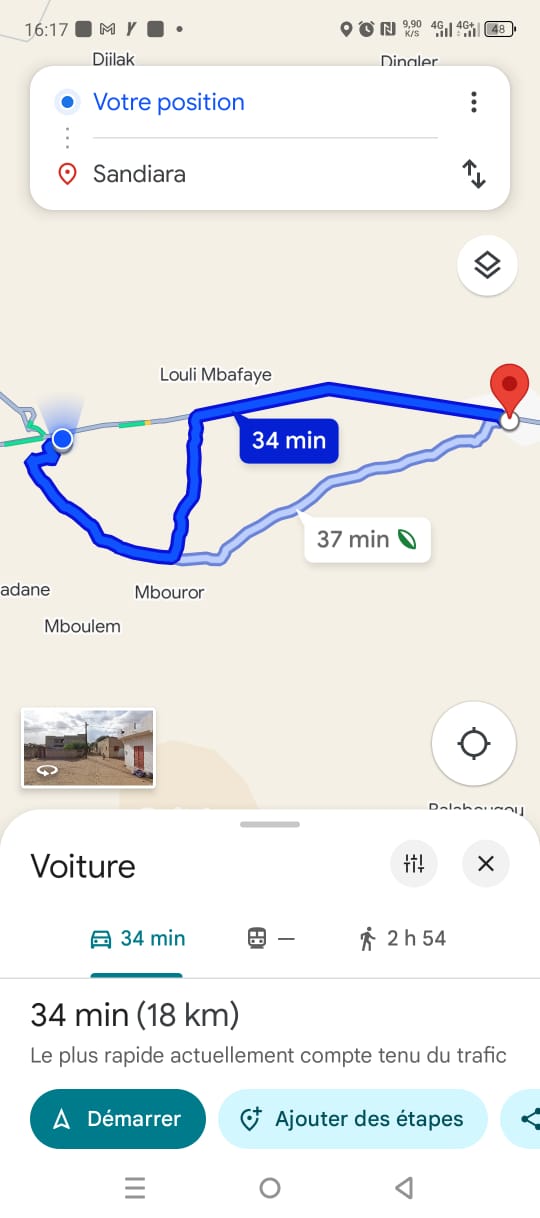 16:17 9,90 K/S 4G 4G+ 48
Djilak
Dingler
Votre position
Sandiara
Louli Mbafaye
34 min
37 min
adane
Mbouror
Mboulem
Voiture
34 min — 2 h 54
34 min (18 km)
Le plus rapide actuellement compte tenu du trafic
Démarrer
Ajouter des étapes